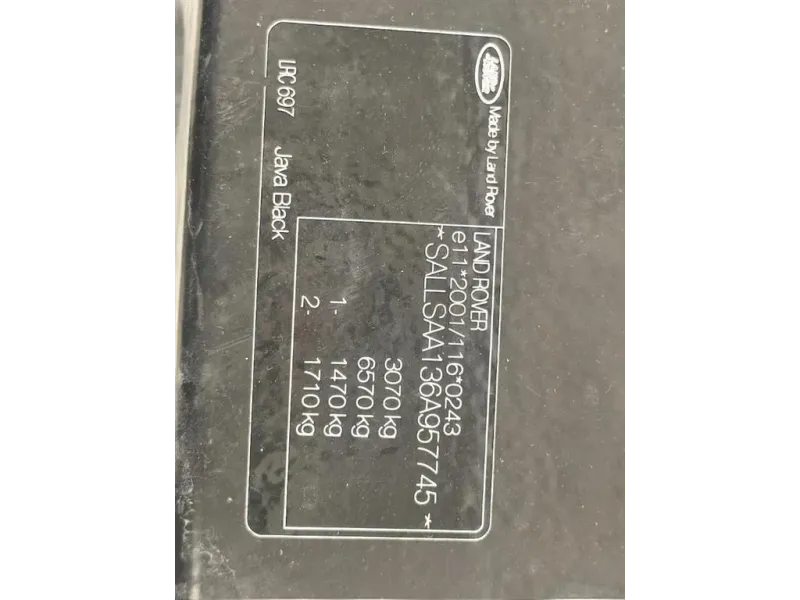 LAND ROVER
Made by Land Rover
LAND ROVER
e11*2001/116*0243
*SALLSAA136A957745*
3070 kg
6570 kg
1- 1470 kg
2- 1710 kg
LRC 697 Java Black